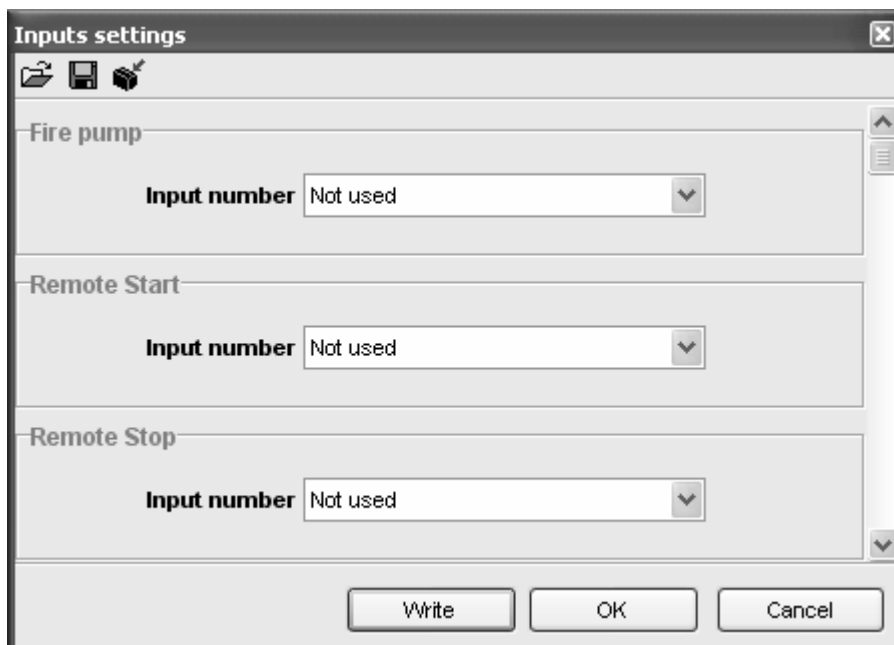 Inputs settings
Fire pump
Input number Not used
Remote Start
Input number Not used
Remote Stop
Input number Not used
Write OK Cancel